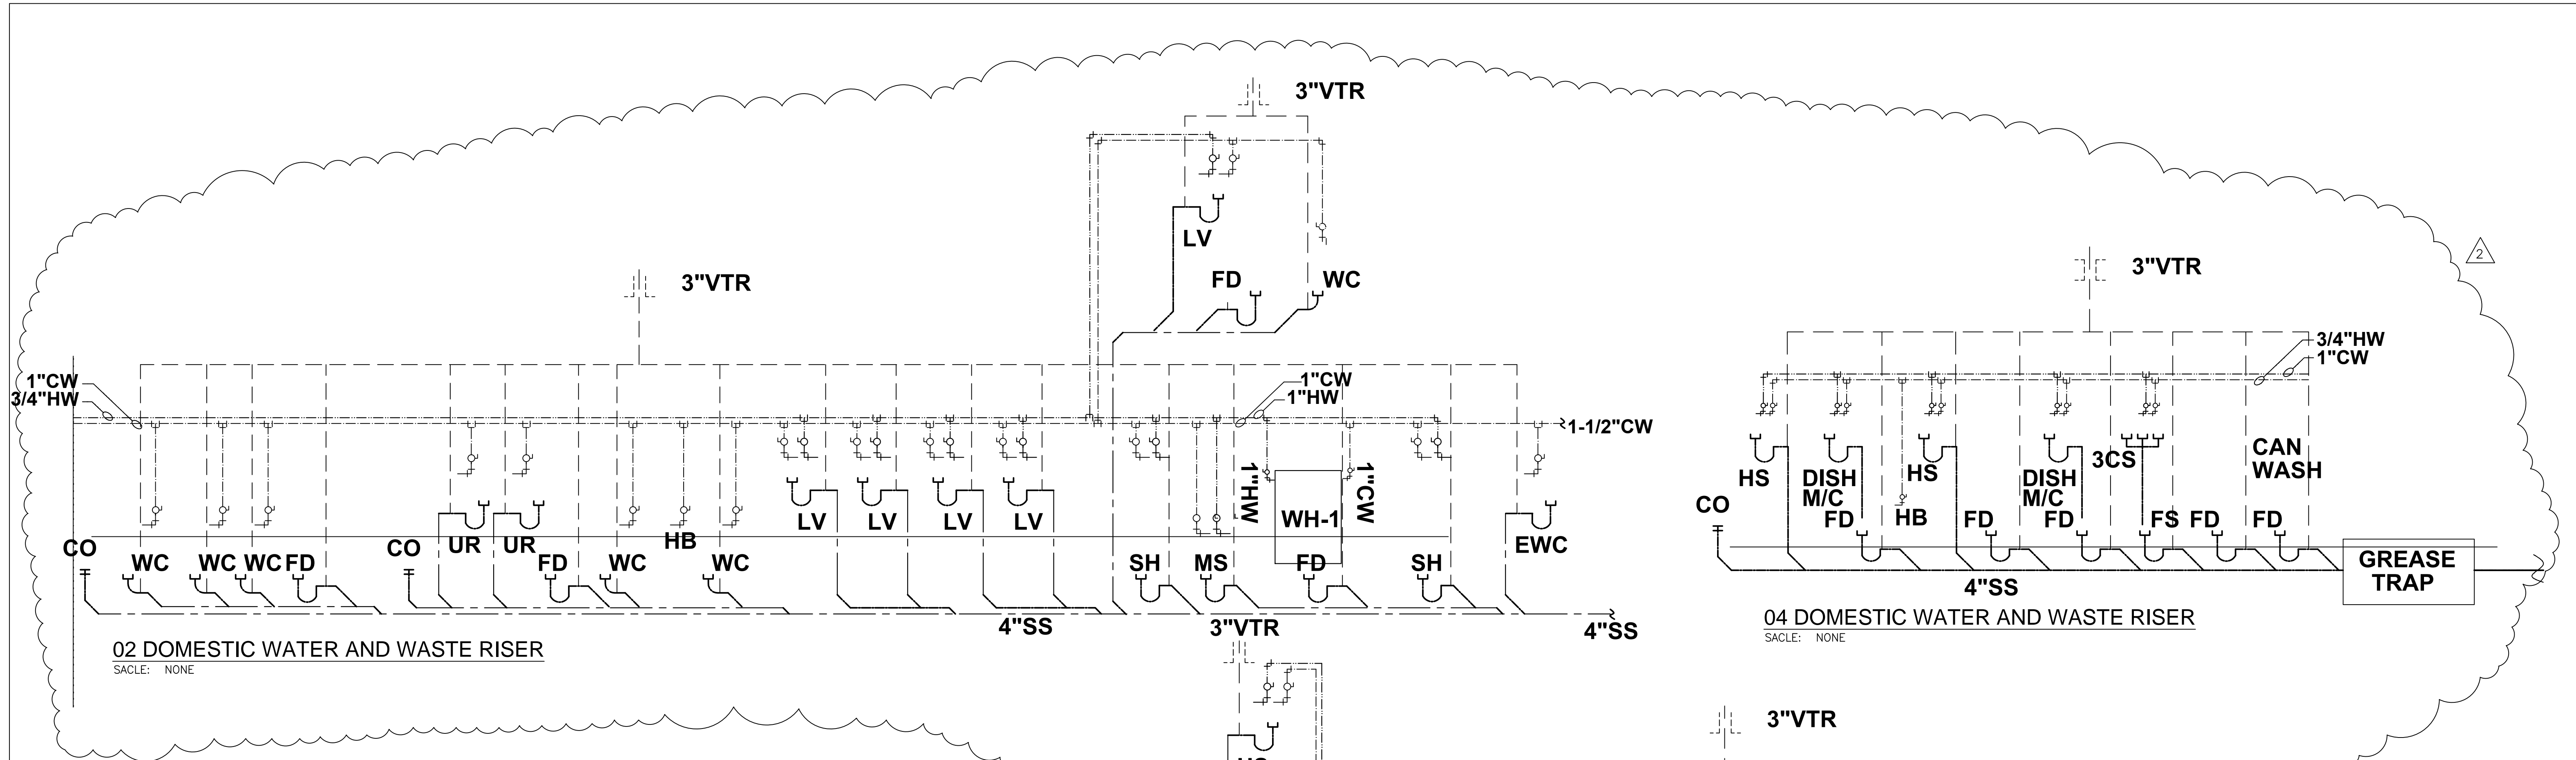 3"VTR
3"VTR
LV
FD
WC
2
3"VTR
1"CW
3/4"HW
1"CW
1"HW
1-1/2"CW
3/4"HW
1"CW
1"HW
1"CW
LV
LV
LV
LV
WH-1
CO
WC
WC
WC
FD
CO
UR
UR
FD
WC
HB
WC
SH
MS
FD
SH
EWC
4"SS
4"SS
02 DOMESTIC WATER AND WASTE RISER
SACLE: NONE
3"VTR
HS
DISH
M/C
HS
DISH
M/C
3CS
CAN
WASH
CO
FD
HB
FD
FD
FS
FD
FD
GREASE
TRAP
4"SS
04 DOMESTIC WATER AND WASTE RISER
SACLE: NONE
3"VTR